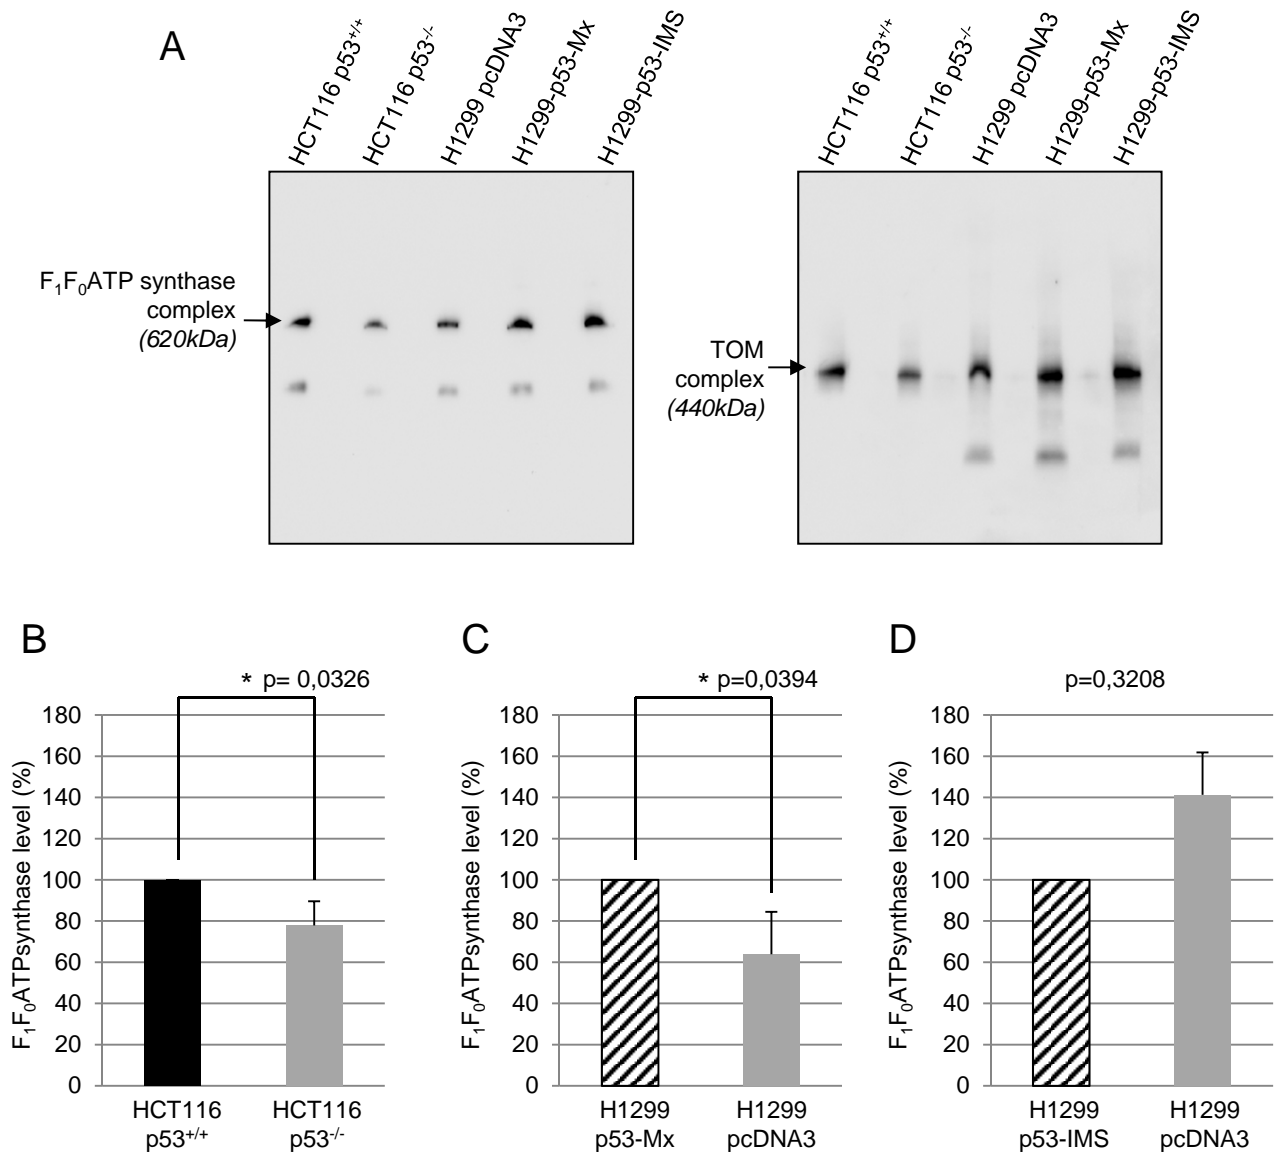 A
HCT116 p53+/+
HCT116 p53-/-
H1299 pcDNA3
H1299-p53-Mx
H1299-p53-IMS
HCT116 p53+/+
HCT116 p53-/-
H1299 pcDNA3
H1299-p53-Mx
H1299-p53-IMS
F1F0ATP synthase
complex
(620kDa)
TOM
complex
(440kDa)
B
* p= 0,0326
F1F0ATPsynthase level (%)
180
160
140
120
100
80
60
40
20
0
HCT116
p53+/+
HCT116
p53-/-
C
* p=0,0394
F1F0ATPsynthase level (%)
180
160
140
120
100
80
60
40
20
0
H1299
p53-Mx
H1299
pcDNA3
D
p=0,3208
F1F0ATPsynthase level (%)
180
160
140
120
100
80
60
40
20
0
H1299
p53-IMS
H1299
pcDNA3